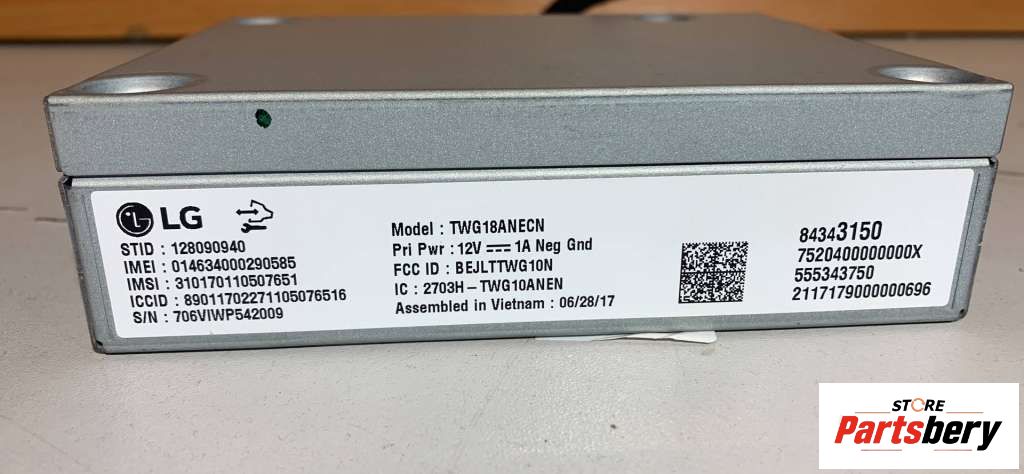 LG
STID : 128090940
IMEI : 014634000290585
IMSI : 310170110507651
ICCID : 89011702271105076516
S/N : 706VIWP542009
Model : TWG18ANECN
Pri Pwr : 12V 1A Neg Gnd
FCC ID : BEJLTTWG10N
IC : 2703H-TWG10ANEN
Assembled in Vietnam : 06/28/17
84343150
7520400000000X
555343750
2117179000000696
STORE
Partsbery